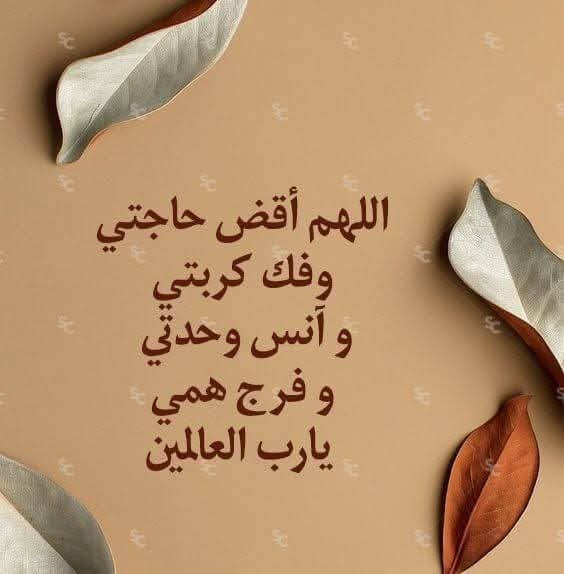 اللهم أقض حاجتي
وفك كربتي
و آنس وحدتي
و فرج همي
يارب العالمين